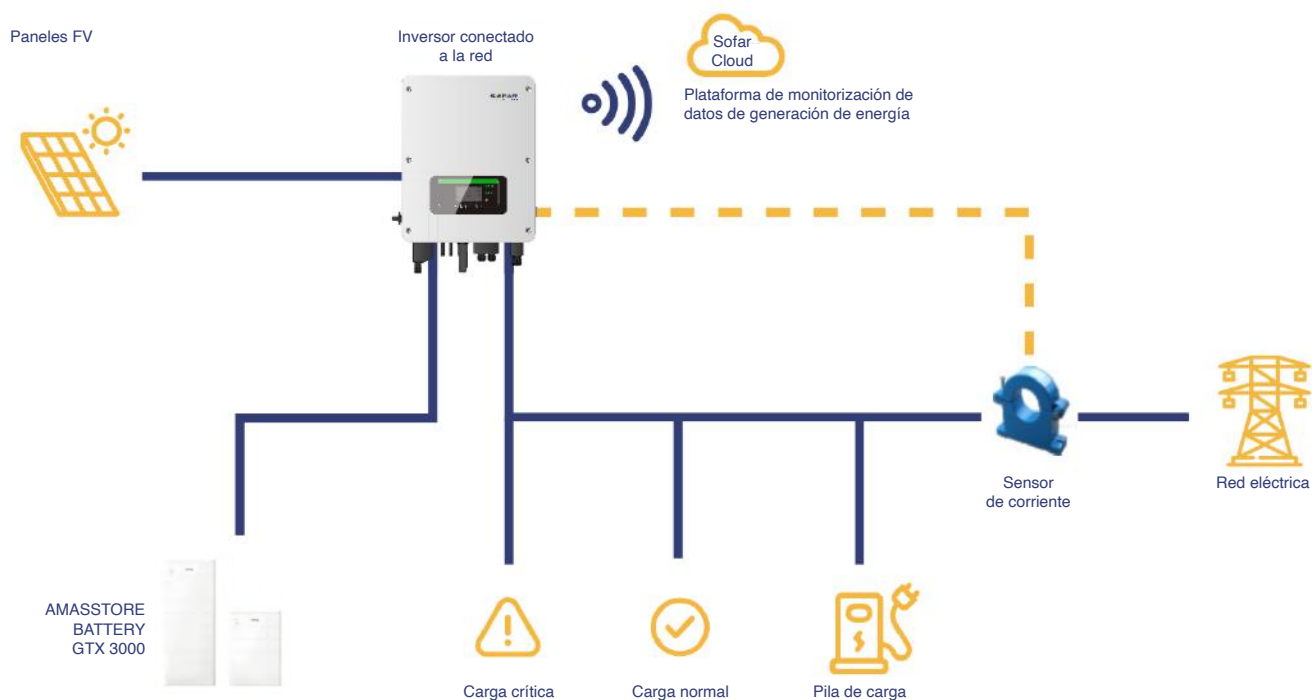 Paneles FV
Inversor conectado
a la red
Sofar
Cloud
Plataforma de monitorización de
datos de generación de energía
SOFAR
Sensor
de corriente
Red eléctrica
AMASSTORE
BATTERY
GTX 3000
Carga crítica
Carga normal
Pila de carga